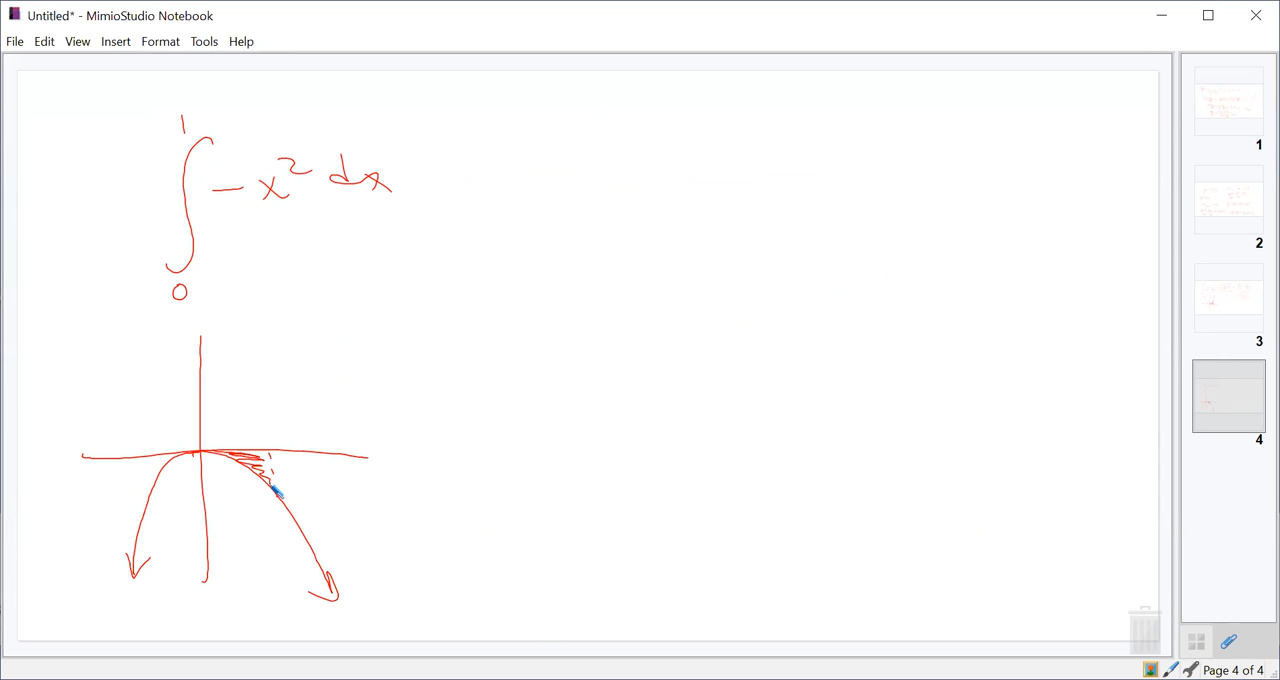 Untitled* - MimioStudio Notebook
File Edit View Insert Format Tools Help
1
∫ - x² dx
0
1
2
3
4
Page 4 of 4